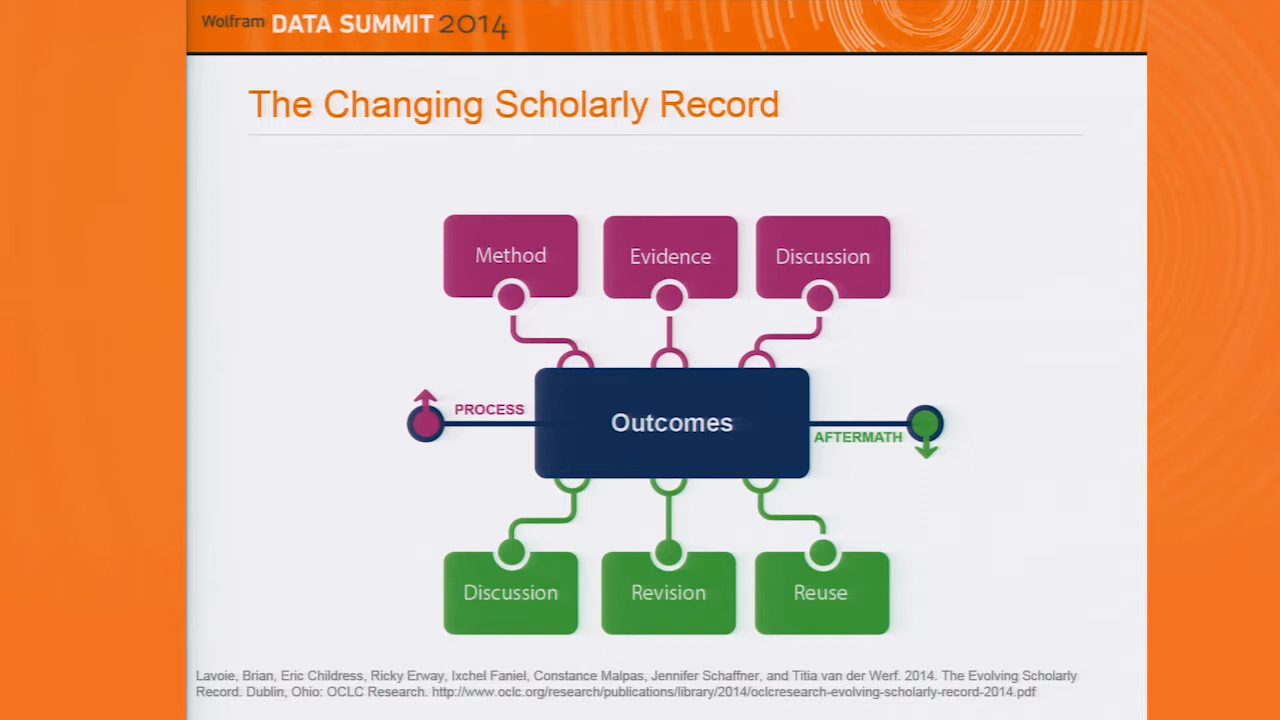 Wolfram DATA SUMMIT 2014
The Changing Scholarly Record
Method
Evidence
Discussion
PROCESS
Outcomes
AFTERMATH
Discussion
Revision
Reuse
Lavoie, Brian, Eric Childress, Ricky Erway, Ixchel Faniel, Constance Malpas, Jennifer Schaffner, and Titia van der Werf. 2014. The Evolving Scholarly
Record. Dublin, Ohio: OCLC Research. http://www.oclc.org/research/publications/library/2014/oclcresearch-evolving-scholarly-record-2014.pdf